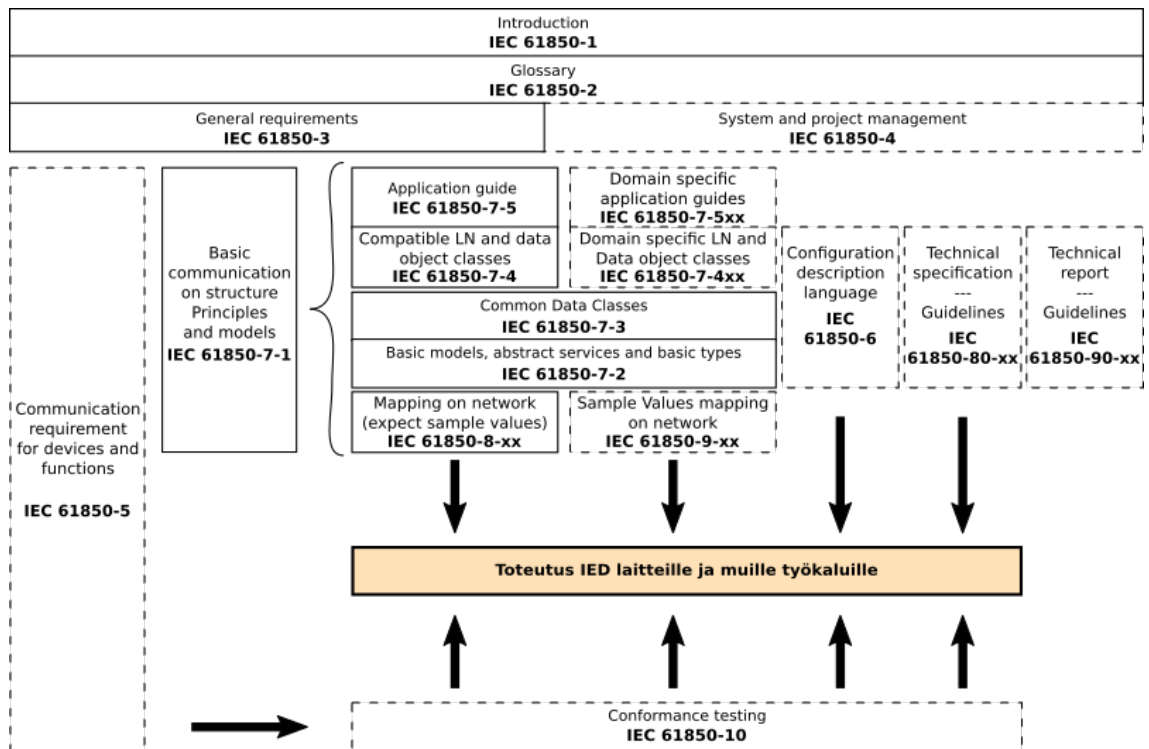 Introduction
IEC 61850-1
Glossary
IEC 61850-2
General requirements
IEC 61850-3
System and project management
IEC 61850-4
Communication
requirement
for devices and
functions
IEC 61850-5
Basic
communication
on structure
Principles
and models
IEC 61850-7-1
Application guide
IEC 61850-7-5
Domain specific
application guides
IEC 61850-7-5xx
Compatible LN and data
object classes
IEC 61850-7-4
Domain specific LN and
Data object classes
IEC 61850-7-4xx
Common Data Classes
IEC 61850-7-3
Basic models, abstract services and basic types
IEC 61850-7-2
Mapping on network
(expect sample values)
IEC 61850-8-xx
Sample Values mapping
on network
IEC 61850-9-xx
Configuration
description
language
IEC
61850-6
Technical
specification
---
Guidelines
IEC
61850-80-xx
Technical
report
---
Guidelines
IEC
61850-90-xx
Toteutus IED laitteille ja muille työkaluille
Conformance testing
IEC 61850-10